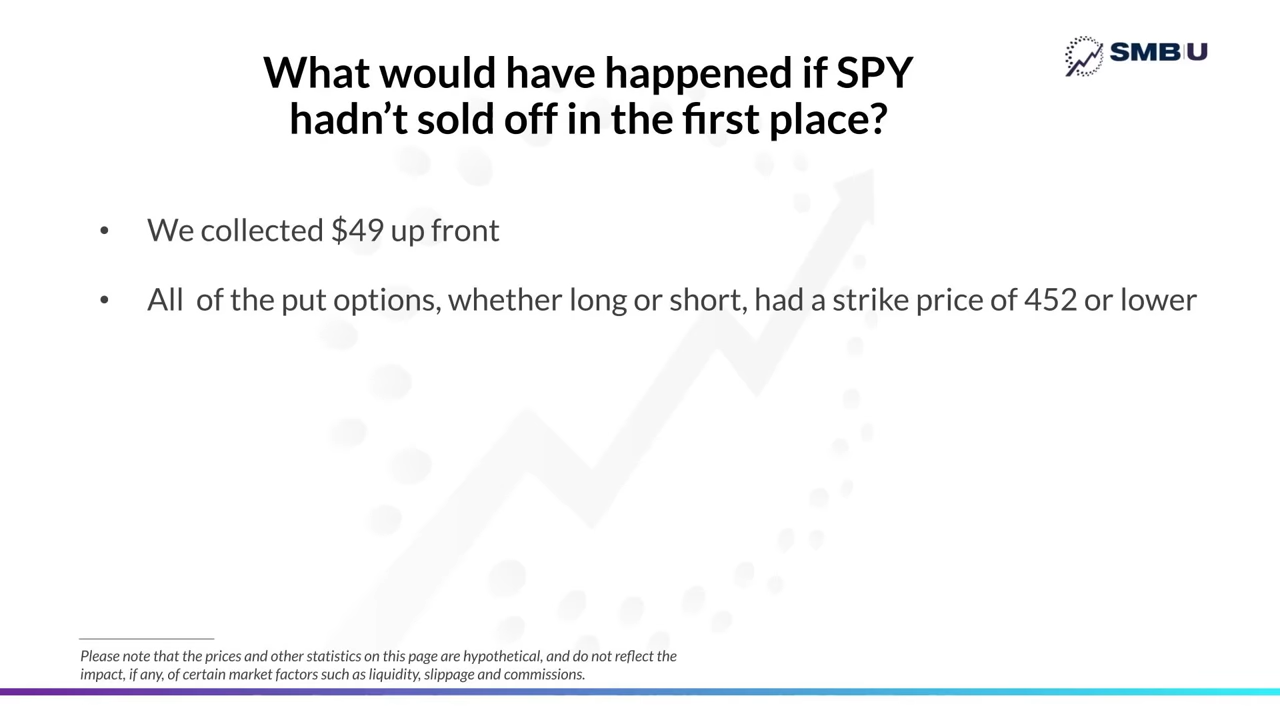 What would have happened if SPY
hadn't sold off in the first place?
SMB U
• We collected $49 up front
• All of the put options, whether long or short, had a strike price of 452 or lower
Please note that the prices and other statistics on this page are hypothetical, and do not reflect the
impact, if any, of certain market factors such as liquidity, slippage and commissions.